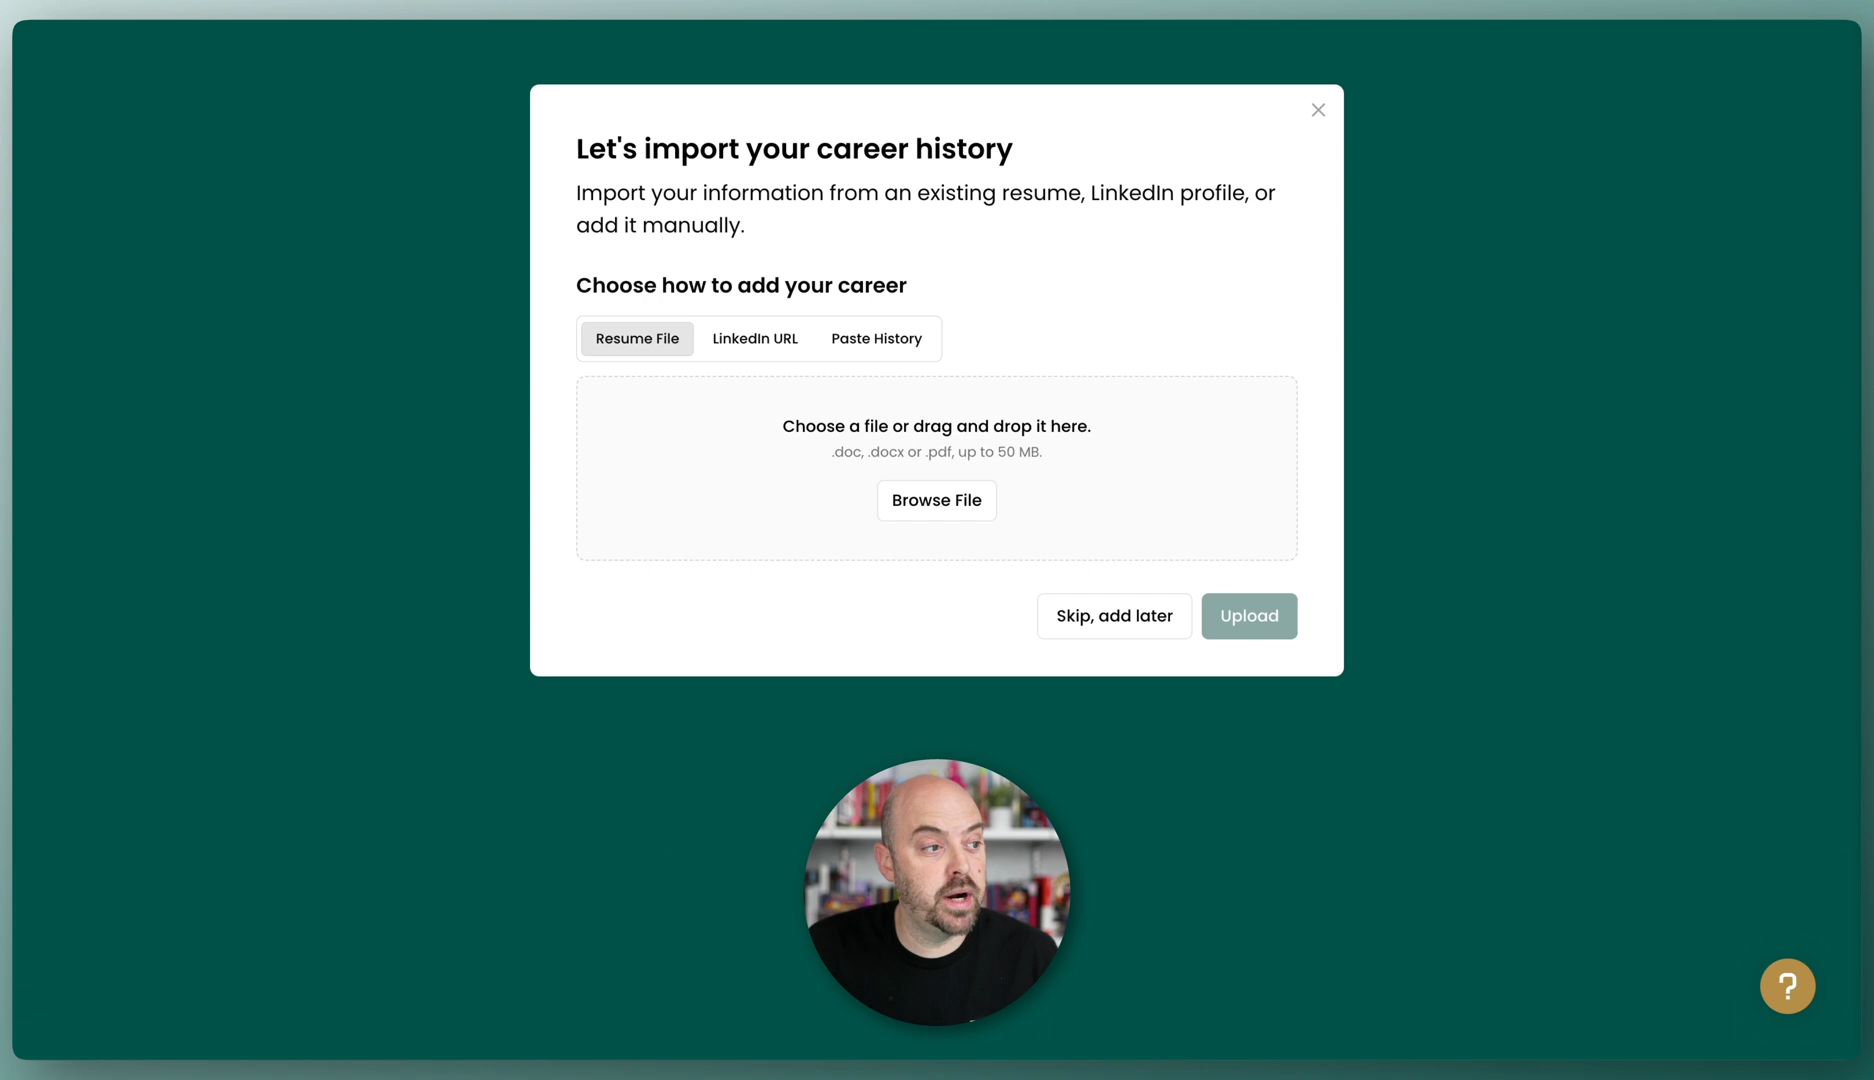 Let's import your career history
Import your information from an existing resume, LinkedIn profile, or
add it manually.
Choose how to add your career
Resume File LinkedIn URL Paste History
Choose a file or drag and drop it here.
.doc, .docx or .pdf, up to 50 MB.
Browse File
Skip, add later Upload
?